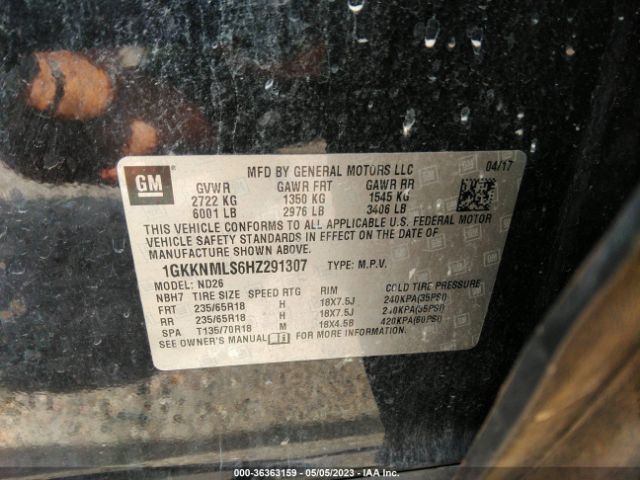 GM
MFD BY GENERAL MOTORS LLC 04/17
GVWR GAWR FRT GAWR RR
2722 KG 1350 KG 1545 KG
6001 LB 2976 LB 3406 LB
THIS VEHICLE CONFORMS TO ALL APPLICABLE U.S. FEDERAL MOTOR
VEHICLE SAFETY STANDARDS IN EFFECT ON THE DATE OF
MANUFACTURE SHOWN ABOVE.
1GKKNMLS6HZ291307 TYPE: M.P.V.
MODEL: ND26
NBH7 TIRE SIZE SPEED RTG RIM COLD TIRE PRESSURE
FRT 235/65R18 H 18X7.5J 240KPA(35PSI)
RR 235/65R18 H 18X7.5J 240KPA(35PSI)
SPA T135/70R18 M 18X4.5B 420KPA(60PSI)
SEE OWNER'S MANUAL FOR MORE INFORMATION.
000-36363159 - 05/05/2023 - IAA Inc.